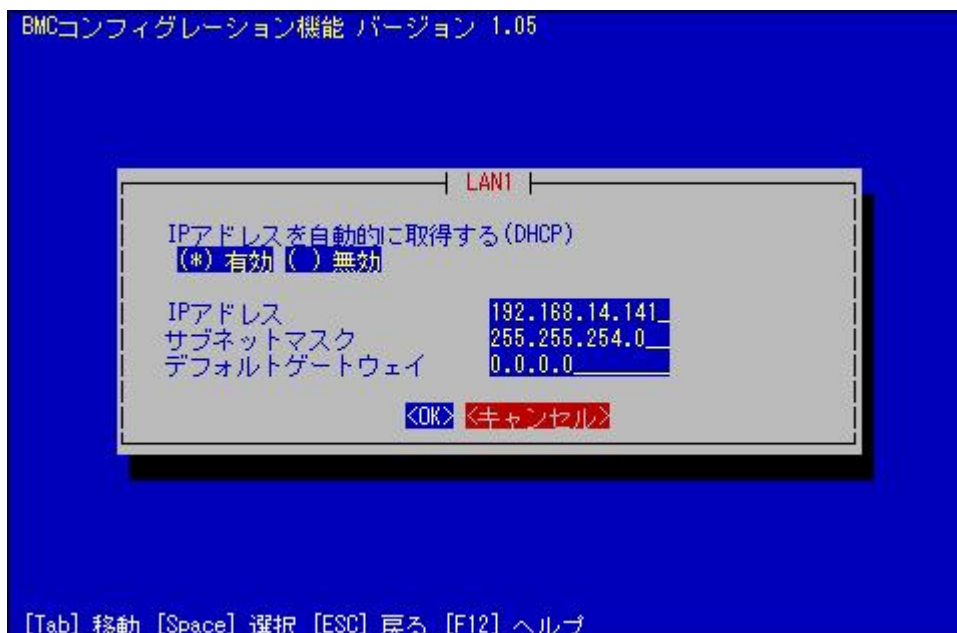 BMCコンフィグレーション機能 バージョン 1.05
LAN1
IPアドレスを自動的に取得する(DHCP)
(*) 有効 ( ) 無効
IPアドレス 192.168.14.141_
サブネットマスク 255.255.254.0__
デフォルトゲートウェイ 0.0.0.0________
<OK> <キャンセル>
[Tab] 移動 [Space] 選択 [ESC] 戻る [F12] ヘルプ